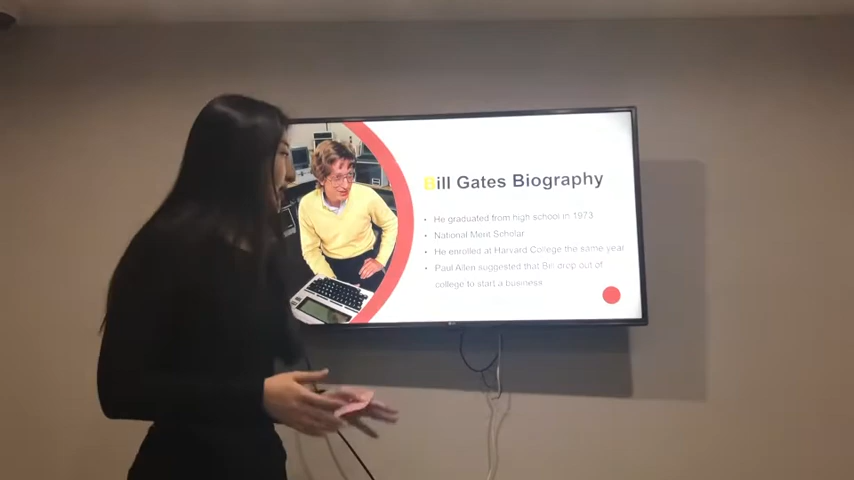 Bill Gates Biography
• He graduated from high school in 1973
• National Merit Scholar
• He enrolled at Harvard College the same year
• Paul Allen suggested that Bill drop out of
college to start a business